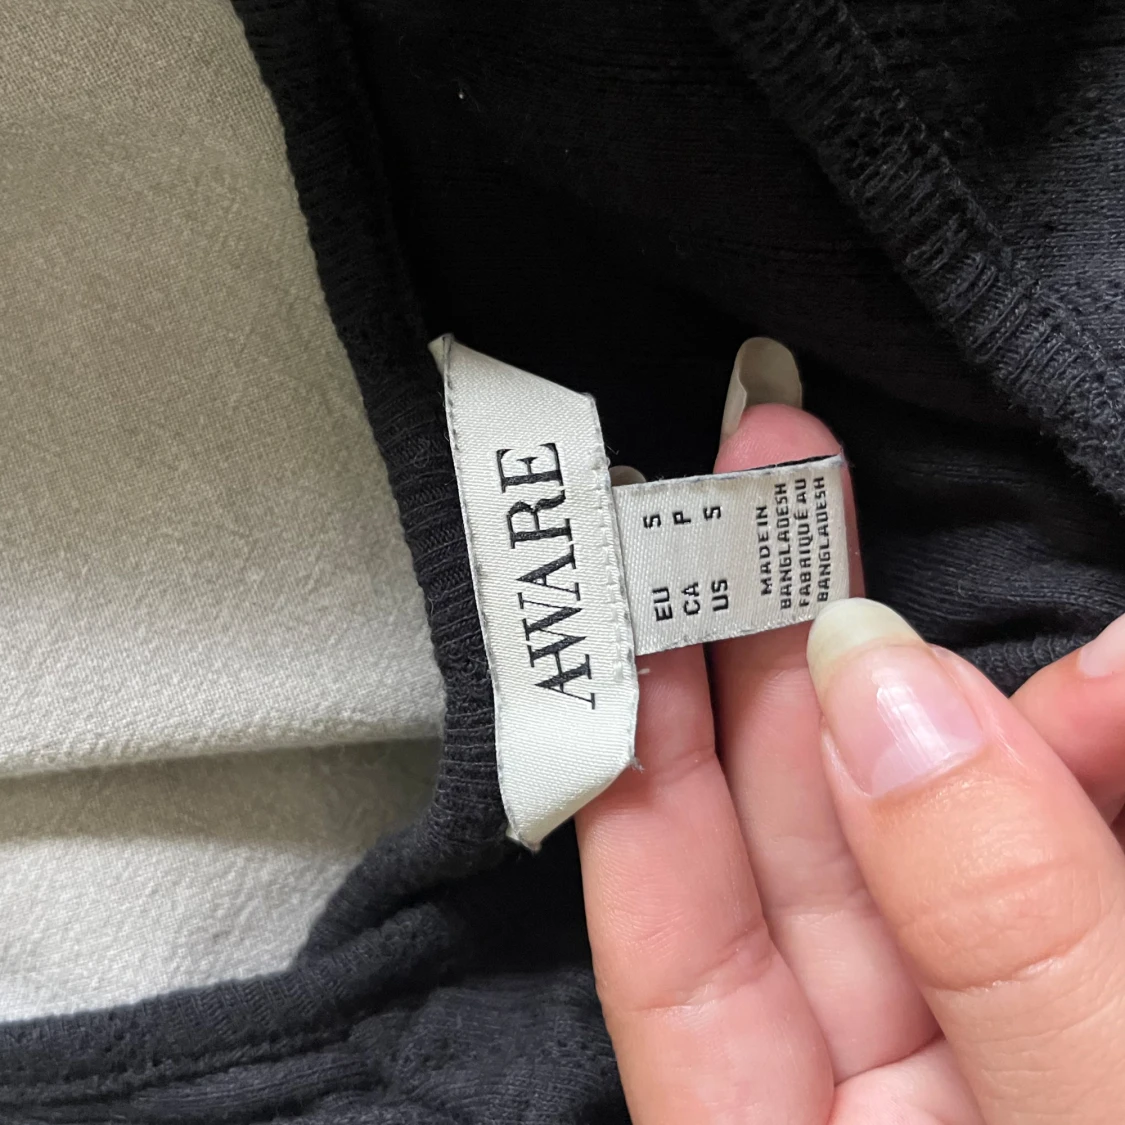 AWARE
EU S
CA P
US S
MADE IN
BANGLADESH
FABRIQUÉ AU
BANGLADESH